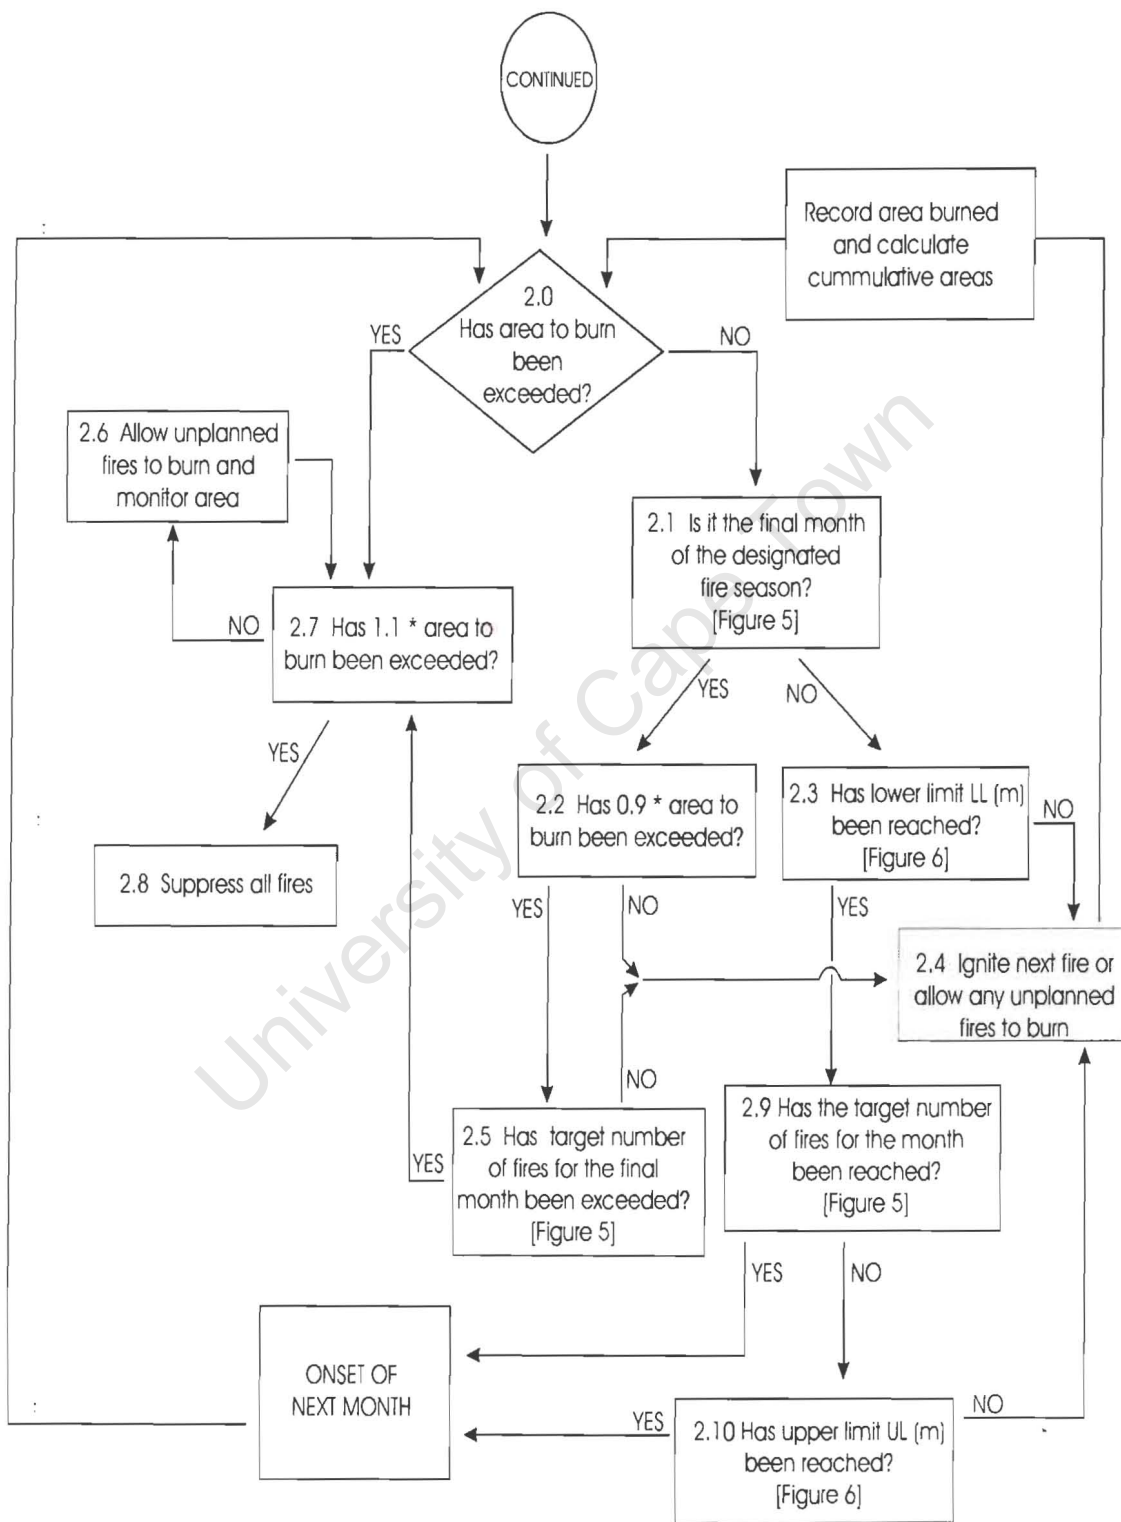 CONTINUED
Record area burned
and calculate
cummulative areas
2.0
Has area to burn
been
exceeded?
YES
NO
2.6 Allow unplanned
fires to burn and
monitor area
2.1 Is it the final month
of the designated
fire season?
[Figure 5]
NO
2.7 Has 1.1 * area to
burn been exceeded?
YES
NO
YES
2.2 Has 0.9 * area to
burn been exceeded?
2.3 Has lower limit LL (m)
been reached?
[Figure 6]
NO
2.8 Suppress all fires
YES
NO
YES
2.4 Ignite next fire or
allow any unplanned
fires to burn
NO
2.5 Has target number
of fires for the final
month been exceeded?
[Figure 5]
YES
2.9 Has the target number
of fires for the month
been reached?
[Figure 5]
YES
NO
ONSET OF
NEXT MONTH
YES
2.10 Has upper limit UL (m)
been reached?
[Figure 6]
NO
University of Cape Town